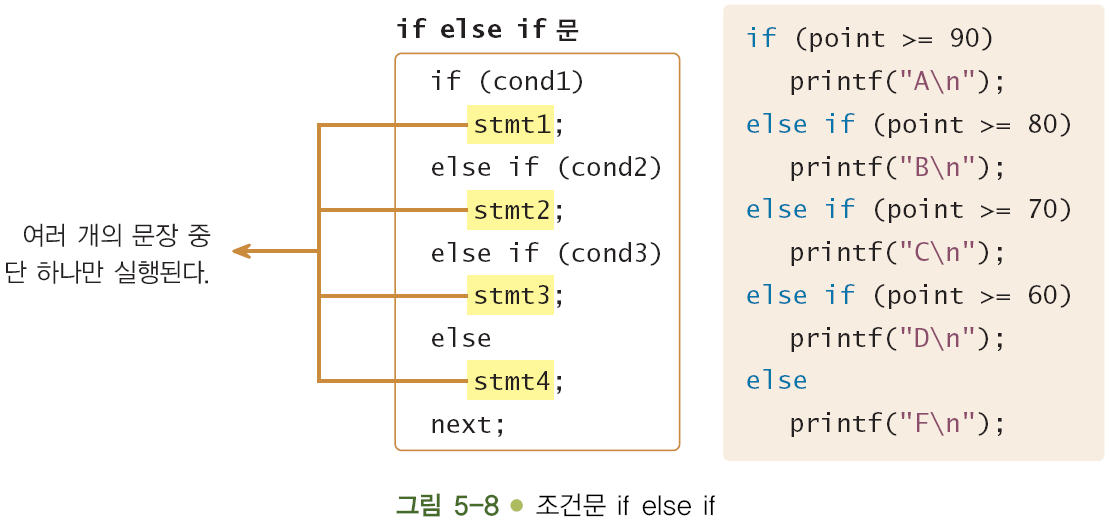 if else if 문
if (cond1)
stmt1;
else if (cond2)
stmt2;
else if (cond3)
stmt3;
else
stmt4;
next;
여러 개의 문장 중
단 하나만 실행된다.
if (point >= 90)
printf("A\n");
else if (point >= 80)
printf("B\n");
else if (point >= 70)
printf("C\n");
else if (point >= 60)
printf("D\n");
else
printf("F\n");
그림 5-8 ● 조건문 if else if